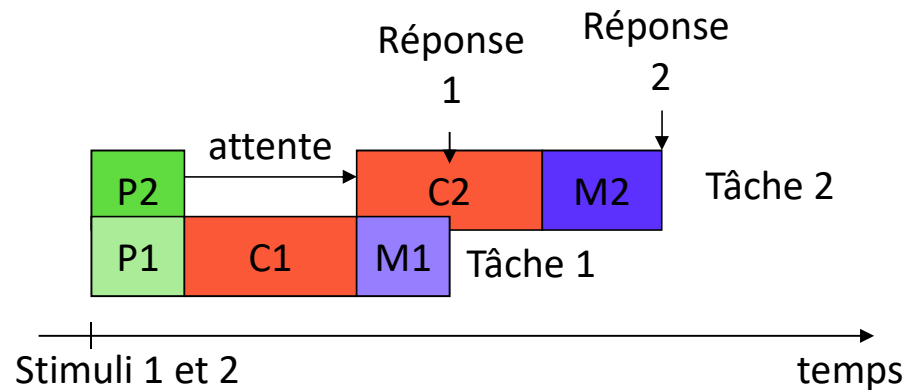 Réponse
1
Réponse
2
attente
P2
C2
M2
Tâche 2
P1
C1
M1
Tâche 1
Stimuli 1 et 2
temps